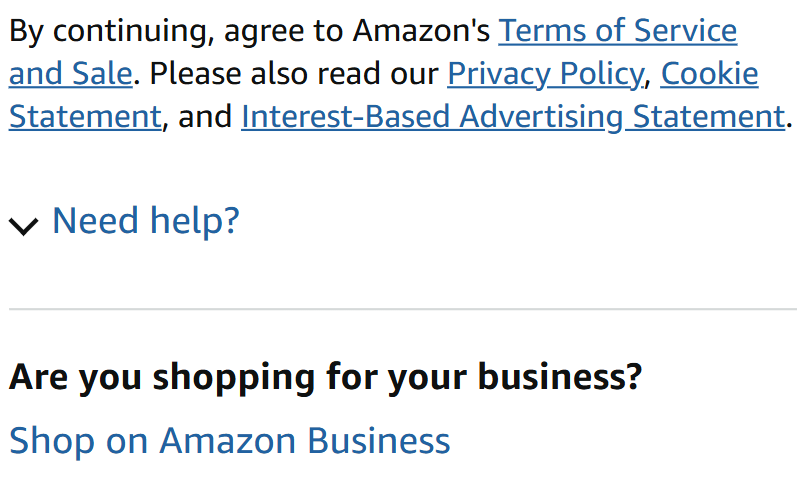 By continuing, agree to Amazon's Terms of Service
and Sale. Please also read our Privacy Policy, Cookie
Statement, and Interest-Based Advertising Statement.
Need help?
Are you shopping for your business?
Shop on Amazon Business